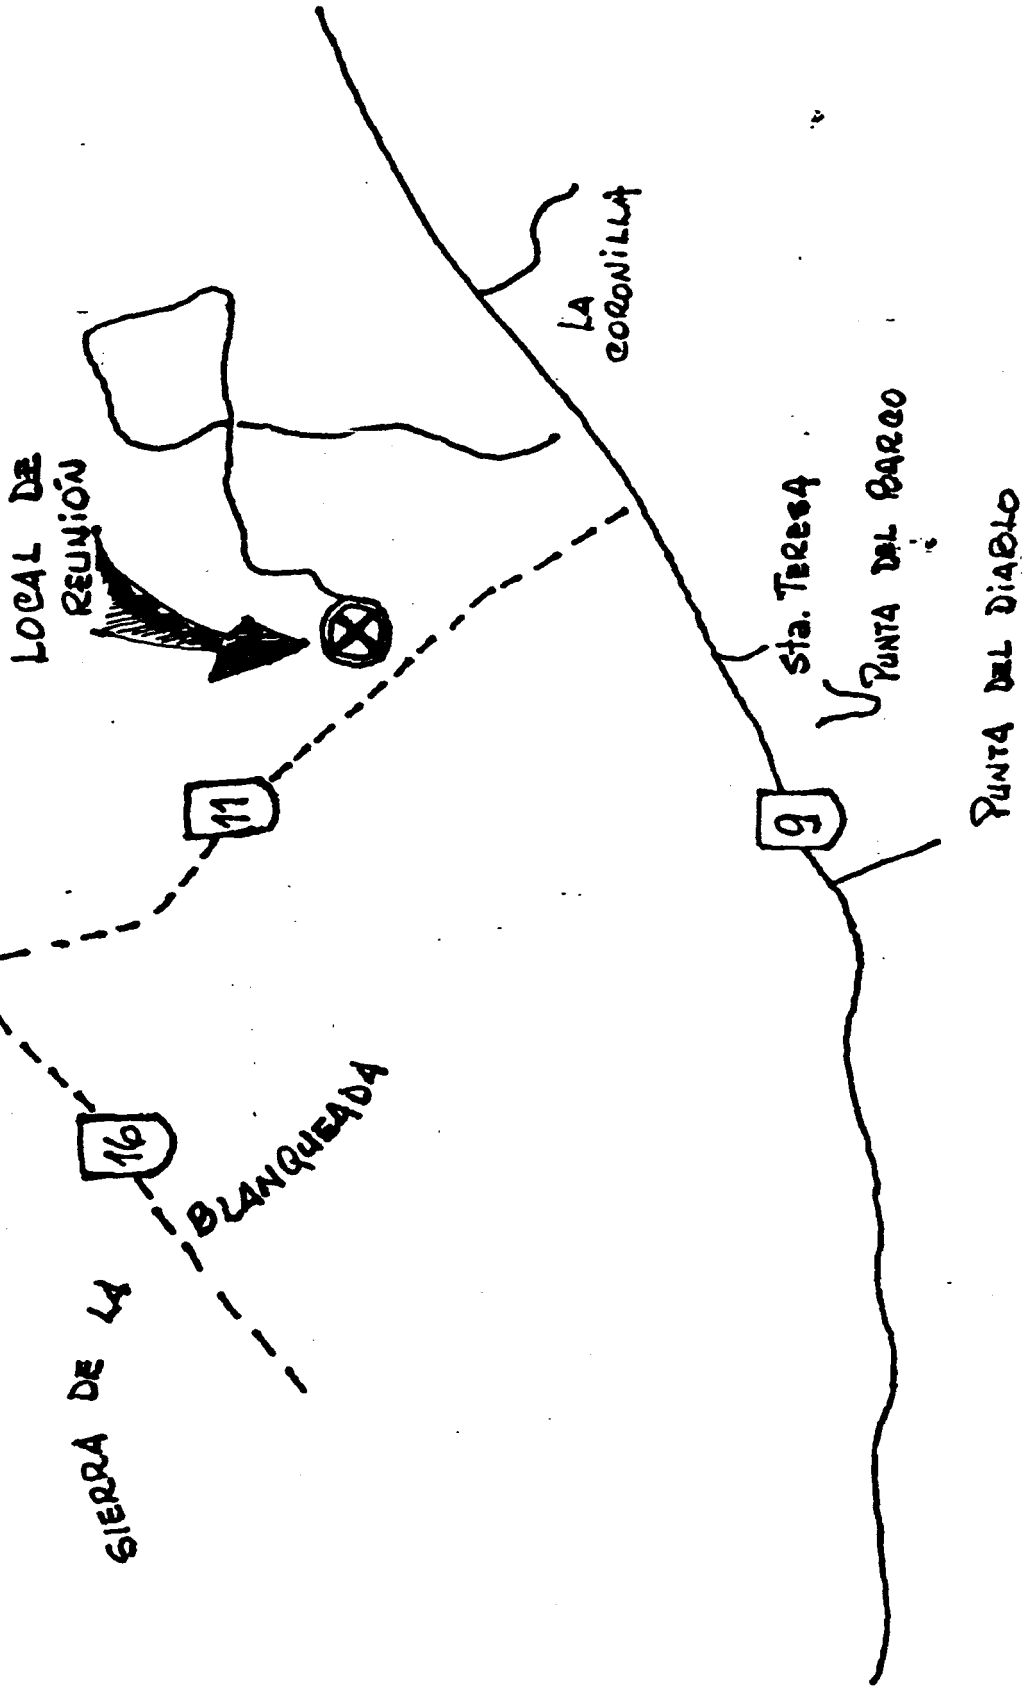 SIERRA DE LA
BLANQUEADA
16
11
LOCAL DE
REUNIÓN
9
LA
CORONILLA
Sta. TERESA
PUNTA DEL BARCO
PUNTA DEL DIABLO